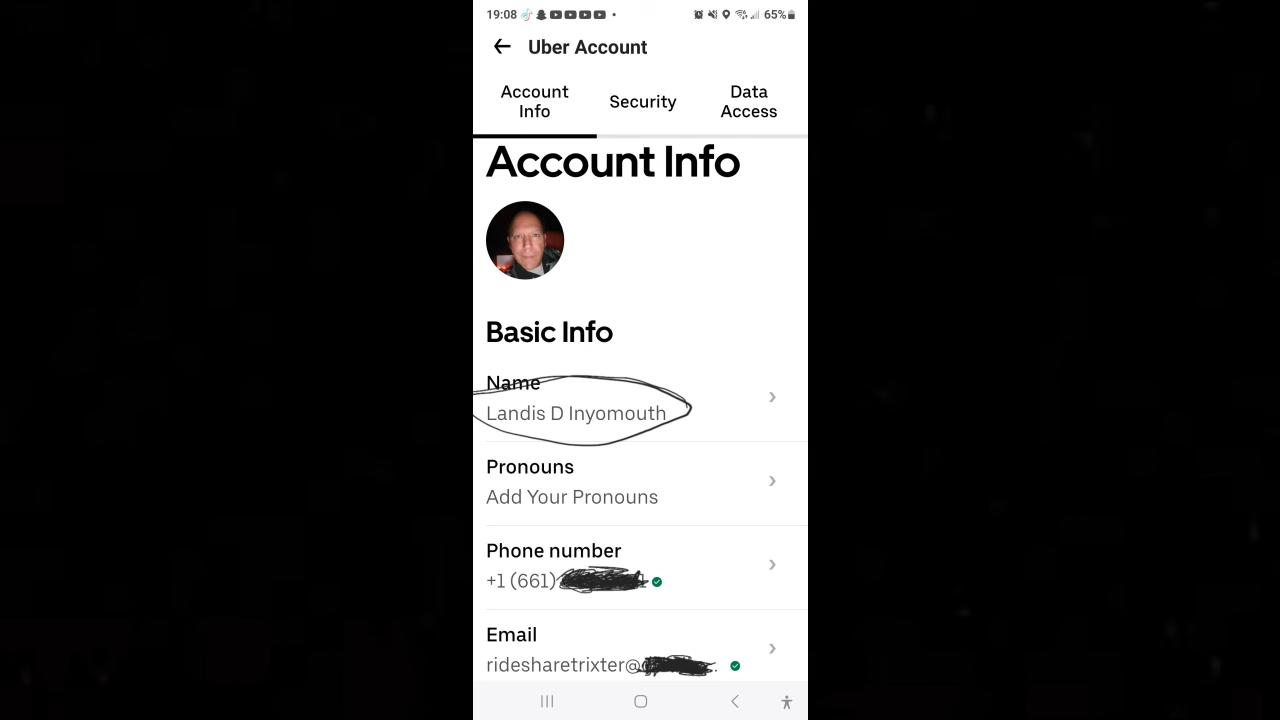 19:08 65%
Uber Account
Account
Info
Security
Data
Access
Account Info
Basic Info
Name
Landis D Inyomouth
Pronouns
Add Your Pronouns
Phone number
+1 (661)
Email
ridesharetrixter@